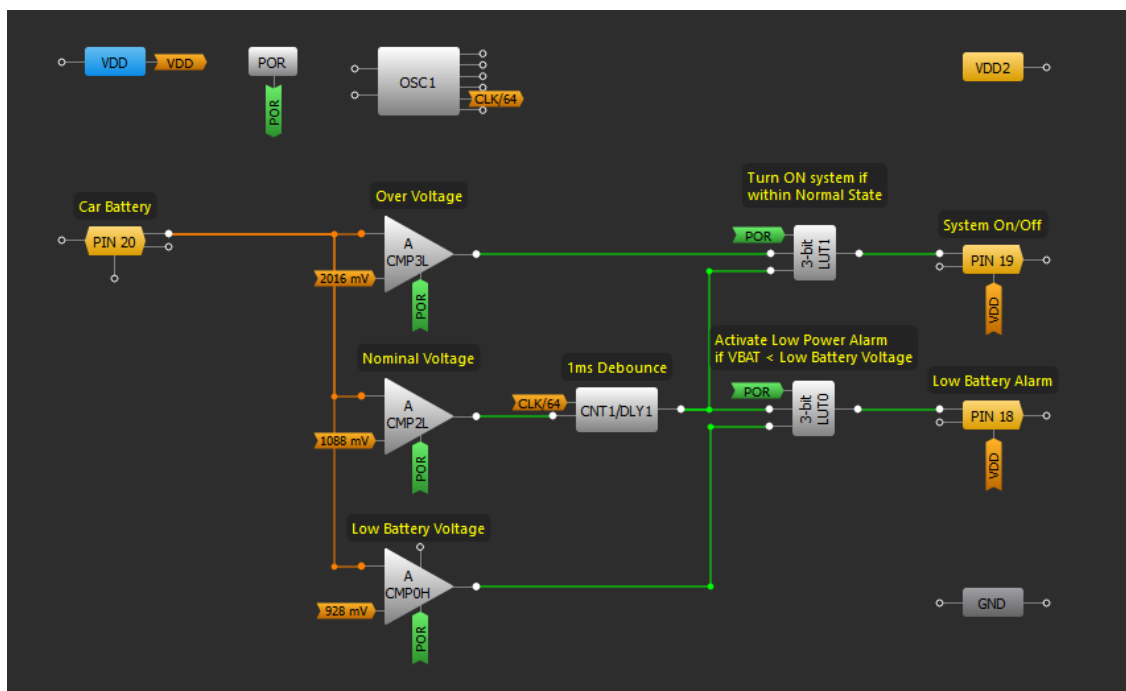 VDD
VDD
POR
POR
OSC1
CLK/64
VDD2
Car Battery
PIN 20
Over Voltage
A
CMP3L
2016 mV
POR
Turn ON system if
within Normal State
POR
3-bit
LUT1
System On/Off
PIN 19
VDD
Nominal Voltage
A
CMP2L
1088 mV
POR
1ms Debounce
CLK/64
CNT1/DLY1
Activate Low Power Alarm
if VBAT < Low Battery Voltage
POR
3-bit
LUT0
Low Battery Alarm
PIN 18
VDD
Low Battery Voltage
A
CMP0H
928 mV
POR
GND